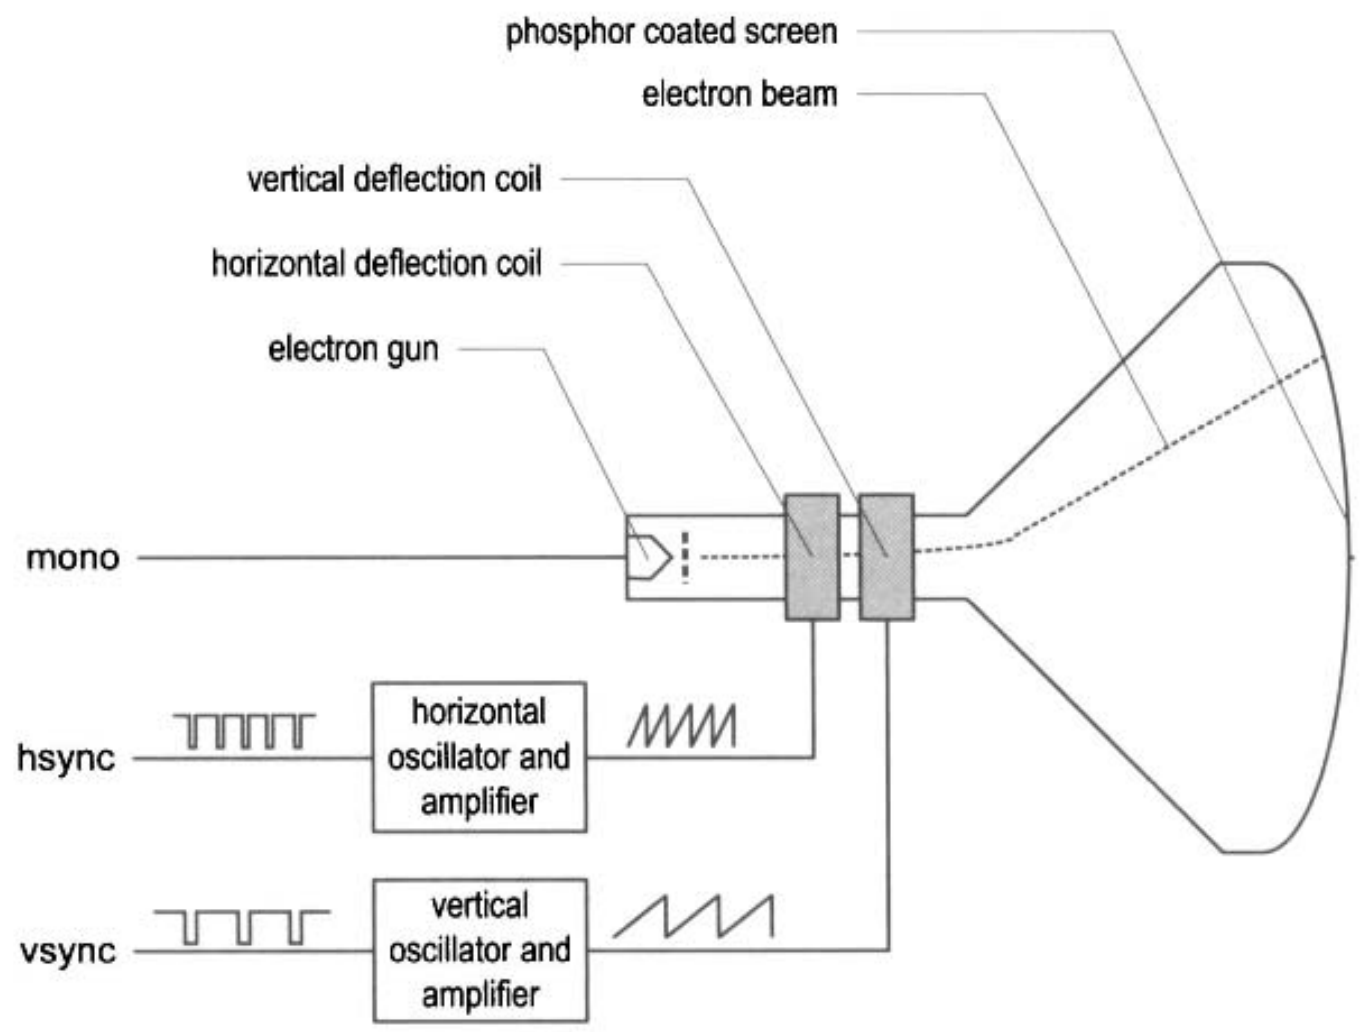 phosphor coated screen
electron beam
vertical deflection coil
horizontal deflection coil
electron gun
mono
hsync
horizontal
oscillator and
amplifier
vsync
vertical
oscillator and
amplifier